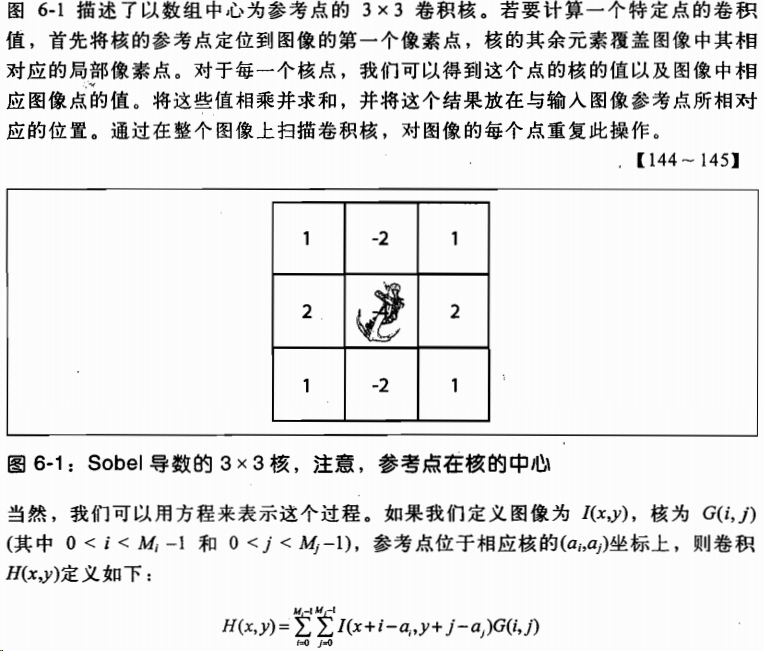 图 6-1 描述了以数组中心为参考点的 3×3 卷积核。若要计算一个特定点的卷积
值，首先将核的参考点定位到图像的第一个像素点，核的其余元素覆盖图像中其相
对应的局部像素点。对于每一个核点，我们可以得到这个点的核的值以及图像中相
应图像点的值。将这些值相乘并求和，并将这个结果放在与输入图像参考点所相对
应的位置。通过在整个图像上扫描卷积核，对图像的每个点重复此操作。
【144～145】
1 -2 1
2 2
1 -2 1
图 6-1：Sobel 导数的 3×3 核，注意，参考点在核的中心
当然，我们可以用方程来表示这个过程。如果我们定义图像为 I(x,y)，核为 G(i, j)
(其中 0 < i < Mᵢ –1 和 0 < j < Mⱼ –1)，参考点位于相应核的(aᵢ,aⱼ)坐标上，则卷积
H(x,y)定义如下：
H(x,y)=∑_{i=0}^{Mᵢ-1}∑_{j=0}^{Mⱼ-1}I(x+i−aᵢ,y+j−aⱼ)G(i,j)